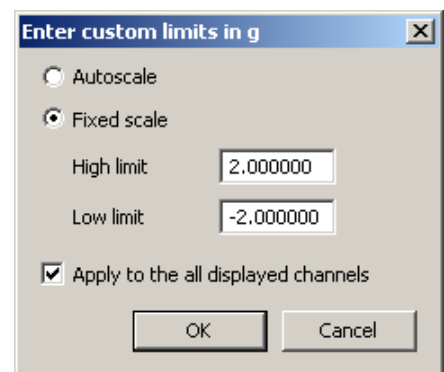 Enter custom limits in g
Autoscale
Fixed scale
High limit 2.000000
Low limit -2.000000
Apply to the all displayed channels
OK Cancel